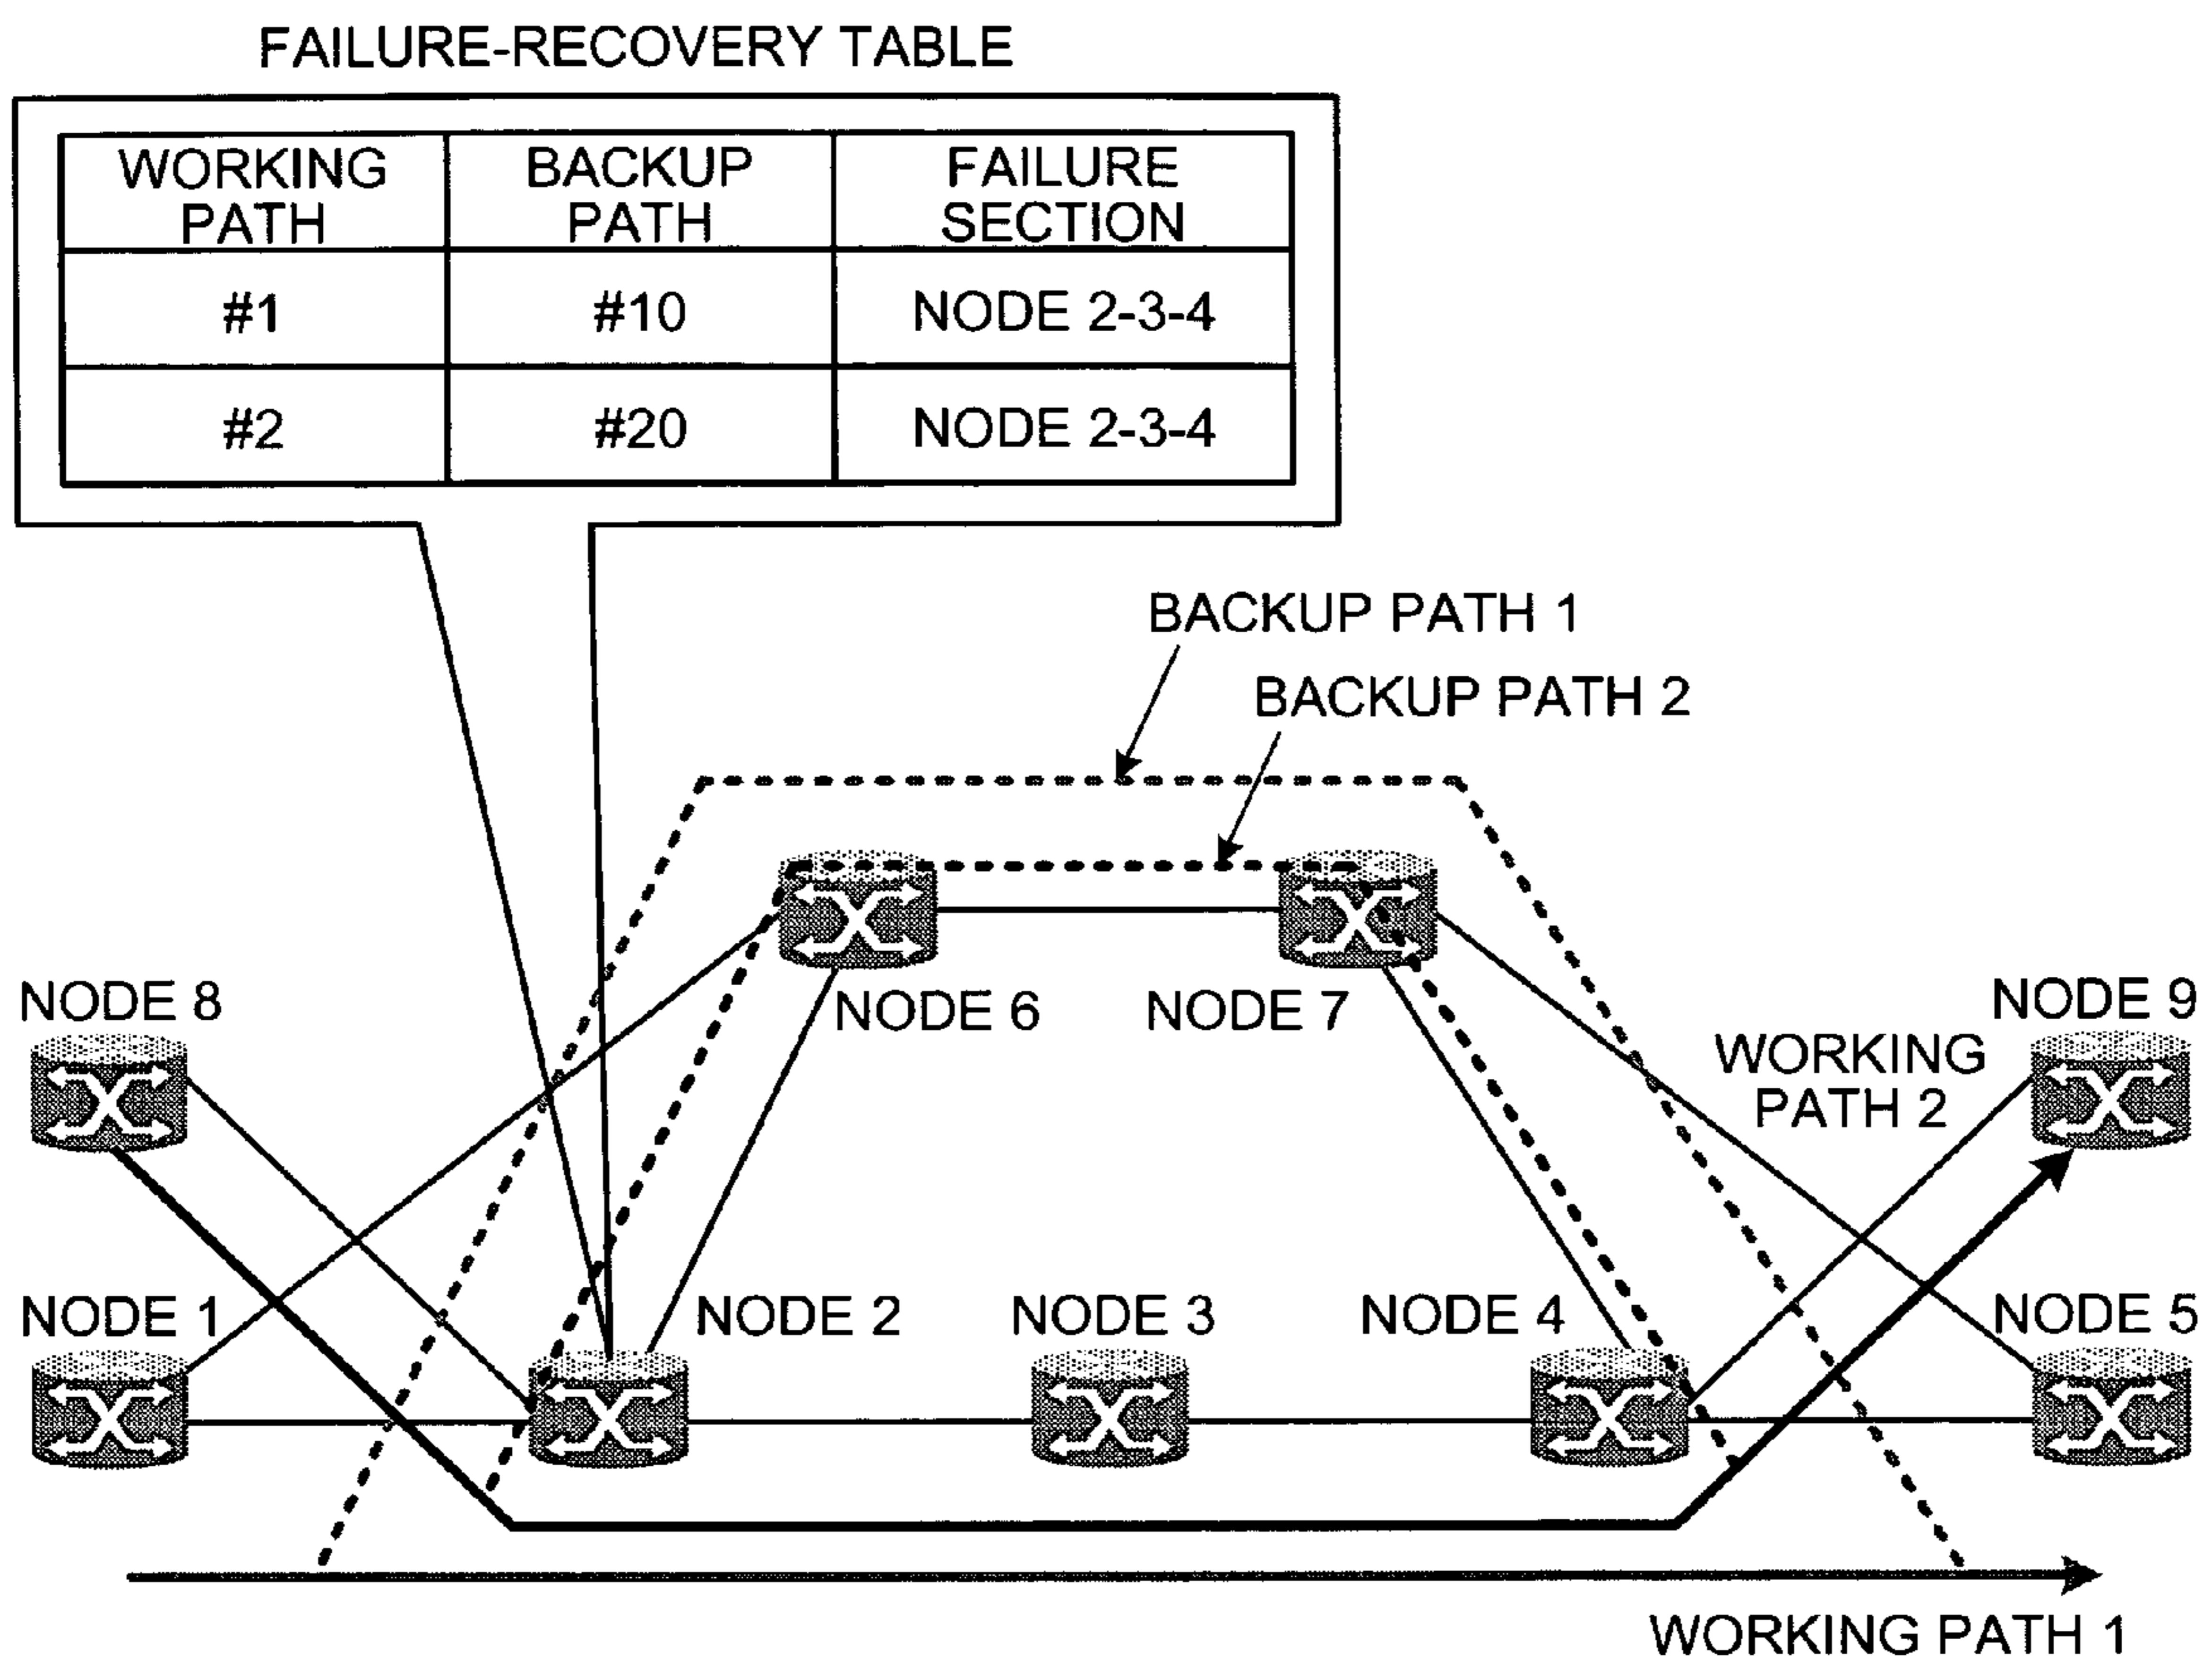 FAILURE-RECOVERY TABLE
WORKING PATH
BACKUP PATH
FAILURE SECTION
#1
#10
NODE 2-3-4
#2
#20
NODE 2-3-4
BACKUP PATH 1
BACKUP PATH 2
NODE 8
NODE 6
NODE 7
NODE 9
WORKING
PATH 2
NODE 1
NODE 2
NODE 3
NODE 4
NODE 5
WORKING PATH 1